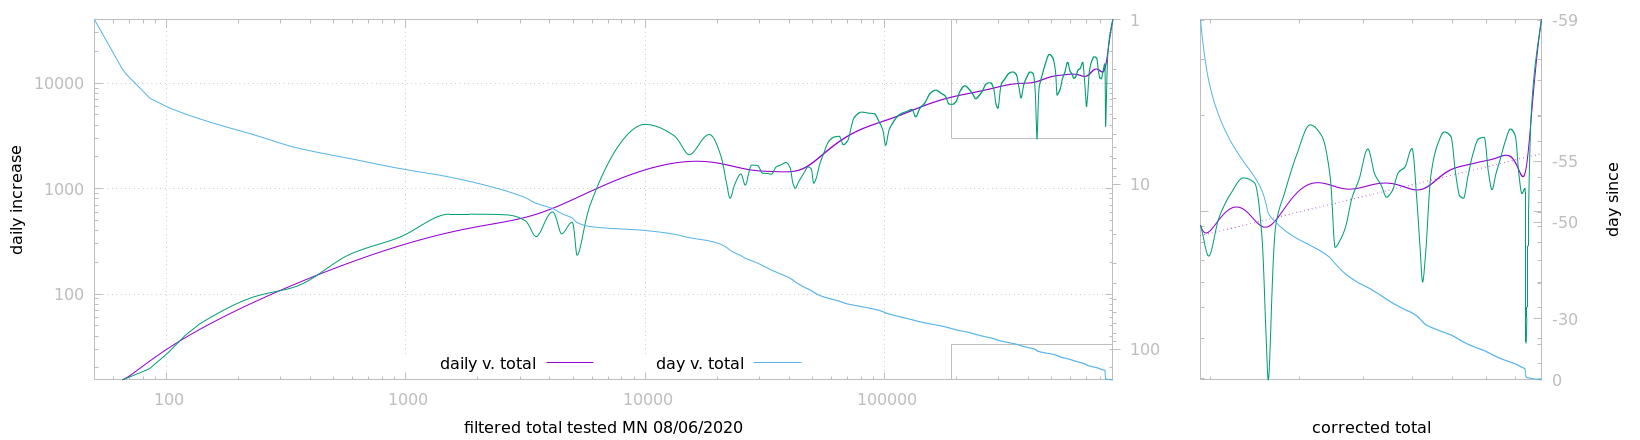 1
-59
10000
daily increase
1000
10
-55
-50
day since
100
-30
daily v. total
day v. total
100
0
100
1000
10000
100000
filtered total tested MN 08/06/2020
corrected total